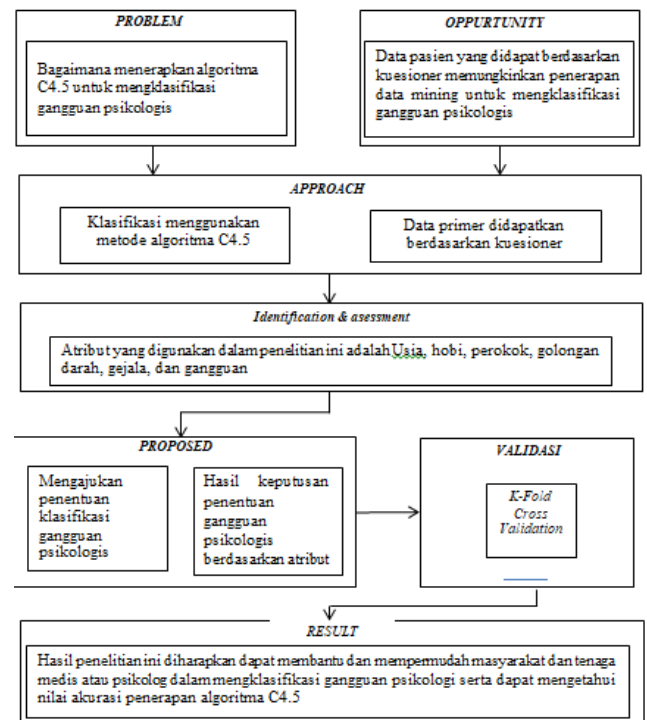 PROBLEM
Bagaimana menerapkan algoritma
C4.5 untuk mengklasifikasi
gangguan psikologis
OPPURTUNITY
Data pasien yang didapat berdasarkan
kuesioner memungkinkan penerapan
data mining untuk mengklasifikasi
gangguan psikologis
APPROACH
Klasifikasi menggunakan
metode algoritma C4.5
Data primer didapatkan
berdasarkan kuesioner
Identification & asessment
Atribut yang digunakan dalam penelitian ini adalah Usia, hobi, perokok, golongan
darah, gejala, dan gangguan
PROPOSED
Mengajukan
penentuan
klasifikasi
gangguan
psikologis
Hasil keputusan
penentuan
gangguan
psikologis
berdasarkan atribut
VALIDASI
K-Fold
Cross
Validation
RESULT
Hasil penelitian ini diharapkan dapat membantu dan mempermudah masyarakat dan tenaga
medis atau psikolog dalam mengklasifikasi gangguan psikologi serta dapat mengetahui
nilai akurasi penerapan algoritma C4.5